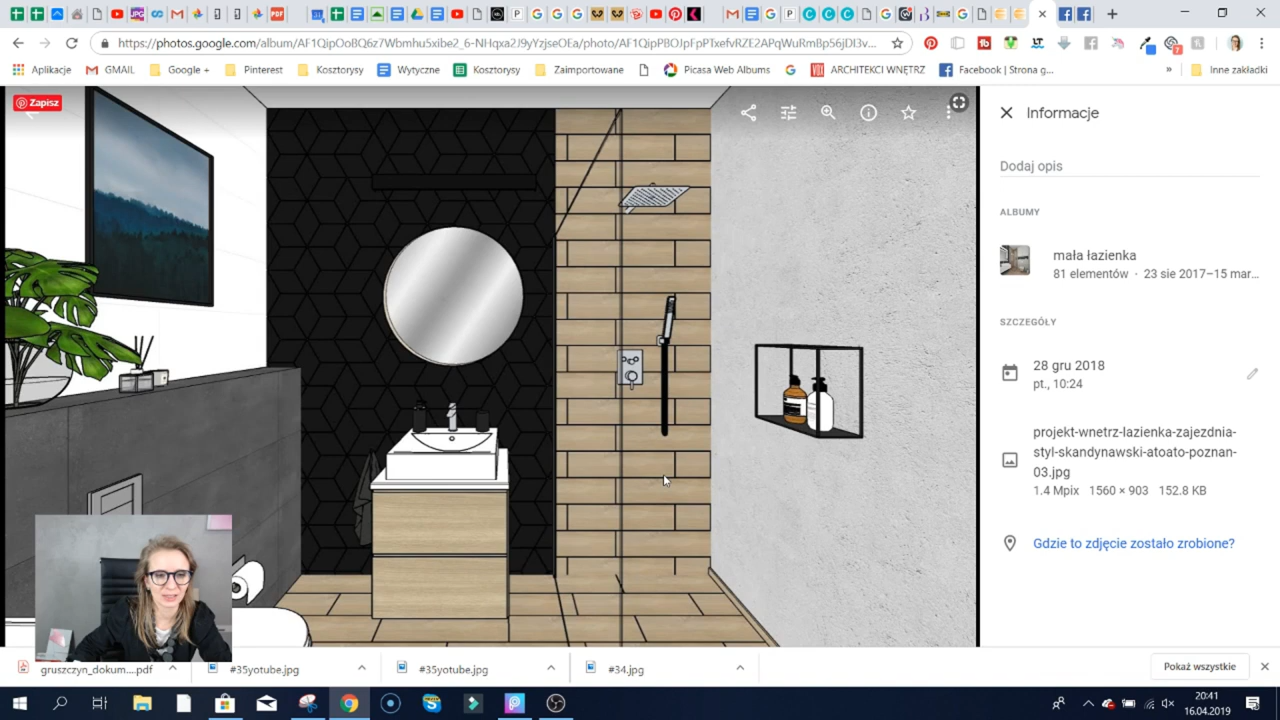 https://photos.google.com/album/AF1QipOoBQ6z7Wbmhu5xibe2_6-NHqxa2J9yYzjseOEa/photo/AF1QipPBOJpFpPTxefvRZE2APqWuRmBp56jDI3v...
Aplikacje
GMAIL
Google +
Pinterest
Kosztorysy
Wytyczne
Kosztorysy
Zaimportowane
Picasa Web Albums
ARCHITEKCI WNĘTRZ
Facebook | Strona g...
»
Inne zakładki
Zapisz
Informacje
Dodaj opis
ALBUMY
mała łazienka
81 elementów · 23 sie 2017–15 mar...
SZCZEGÓŁY
28 gru 2018
pt., 10:24
projekt-wnetrz-lazienka-zajezdnia-
styl-skandynawski-atoato-poznan-
03.jpg
1.4 Mpix 1560 × 903 152.8 KB
Gdzie to zdjęcie zostało zrobione?
gruszczyn_dokum....pdf
#35yotube.jpg
#35yotube.jpg
#34.jpg
Pokaż wszystkie
20:41
16.04.2019